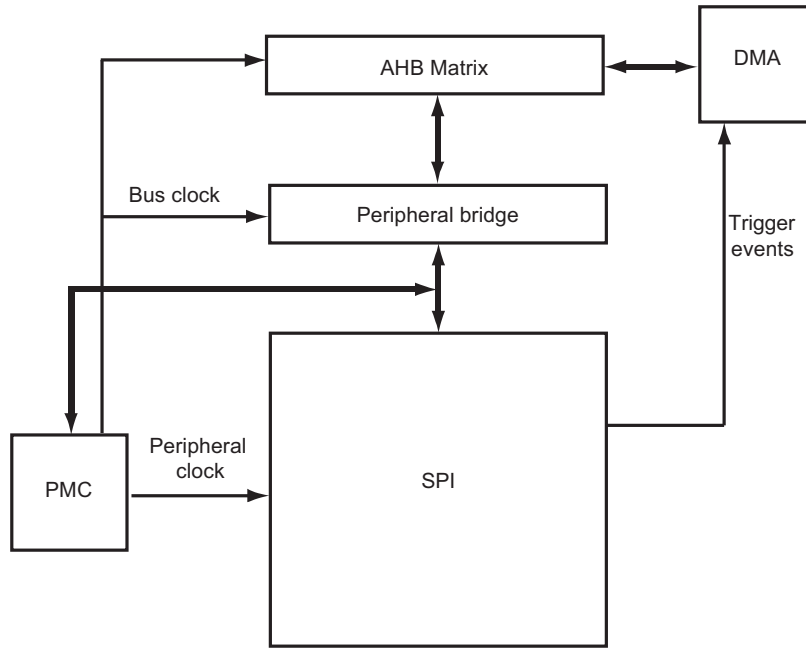 AHB Matrix
DMA
Bus clock
Peripheral bridge
Trigger
events
Peripheral
clock
PMC
SPI